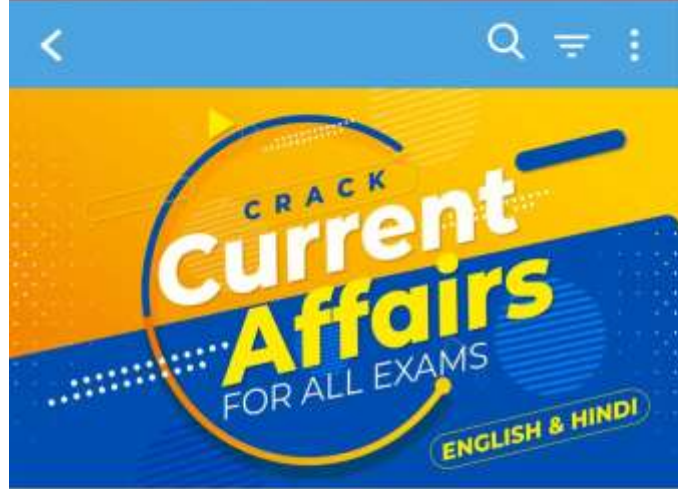 CRACK
Current
Affairs
FOR ALL EXAMS
ENGLISH & HINDI